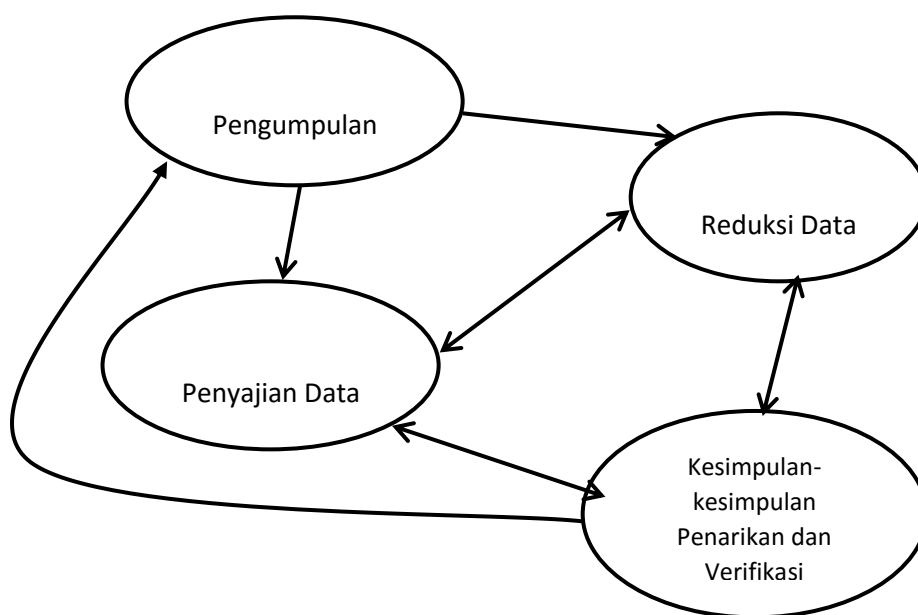 Pengumpulan
Reduksi Data
Penyajian Data
Kesimpulan-
kesimpulan
Penarikan dan
Verifikasi